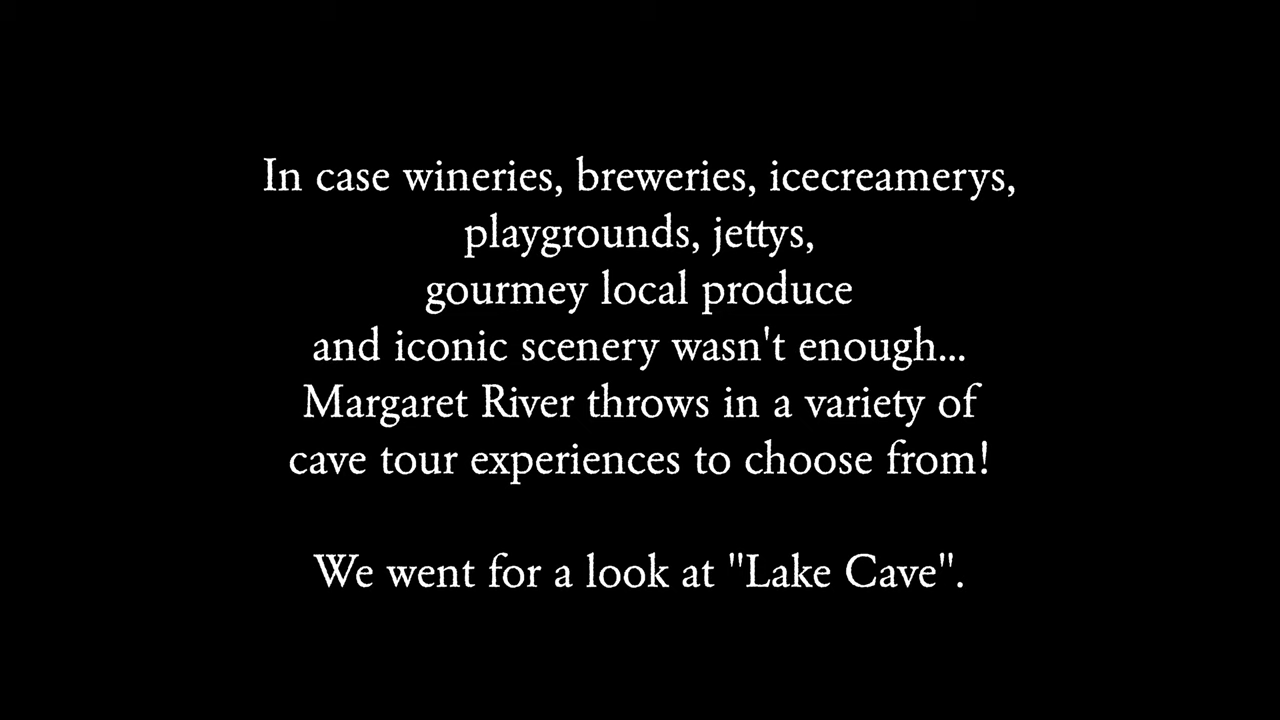 In case wineries, breweries, icecreamerys,
playgrounds, jettys,
gourmey local produce
and iconic scenery wasn't enough...
Margaret River throws in a variety of
cave tour experiences to choose from!
We went for a look at "Lake Cave".